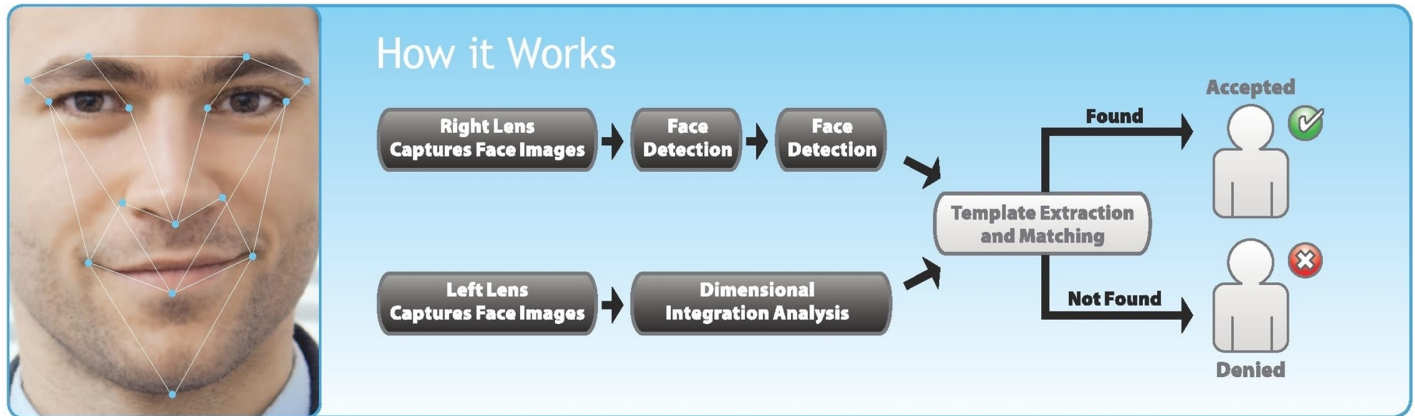 How it Works
Right Lens
Captures Face Images
Face
Detection
Face
Detection
Left Lens
Captures Face Images
Dimensional
Integration Analysis
Template Extraction
and Matching
Found
Accepted
Not Found
Denied